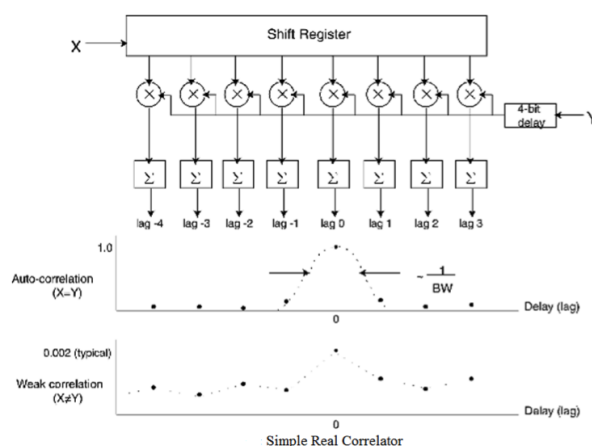 Shift Register
X
× × × × × × × ×
4-bit
delay
Y
Σ Σ Σ Σ Σ Σ Σ Σ
lag -4 lag -3 lag -2 lag -1 lag 0 lag 1 lag 2 lag 3
1.0
Auto-correlation
(X=Y)
~ 1
BW
Delay (lag)
0
0.002 (typical)
Weak correlation
(X≠Y)
Delay (lag)
0
Simple Real Correlator